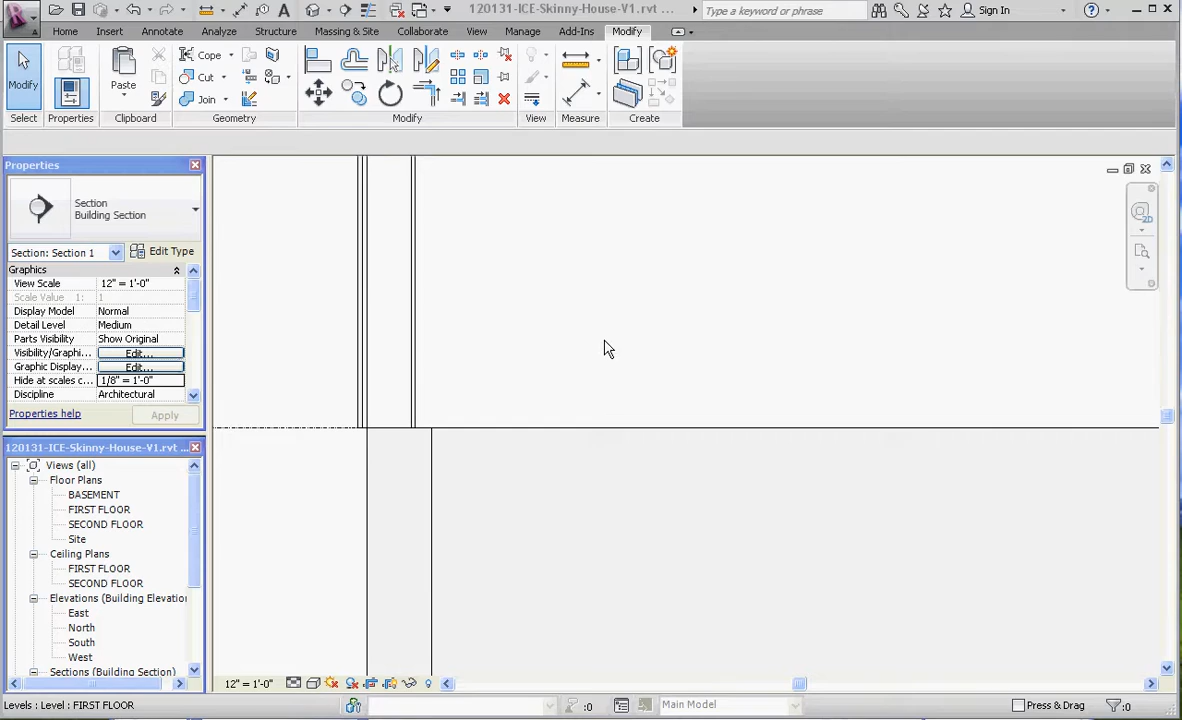 120131-ICE-Skinny-House-V1.rvt
Type a keyword or phrase
Sign In
Home Insert Annotate Analyze Structure Massing & Site Collaborate View Manage Add-Ins Modify
Modify
Paste
Cope
Cut
Join
Select Properties Clipboard Geometry Modify View Measure Create
Properties
Section
Building Section
Section: Section 1
Edit Type
Graphics
View Scale 12" = 1'-0"
Scale Value 1: 1
Display Model Normal
Detail Level Medium
Parts Visibility Show Original
Visibility/Graphi... Edit...
Graphic Display... Edit...
Hide at scales c... 1/8" = 1'-0"
Discipline Architectural
Properties help
Apply
120131-ICE-Skinny-House-V1.rvt ...
Views (all)
Floor Plans
BASEMENT
FIRST FLOOR
SECOND FLOOR
Site
Ceiling Plans
FIRST FLOOR
SECOND FLOOR
Elevations (Building Elevation
East
North
South
West
Sections (Building Section)
2D
12" = 1'-0"
Levels : Level : FIRST FLOOR
:0
Main Model
Press & Drag
:0